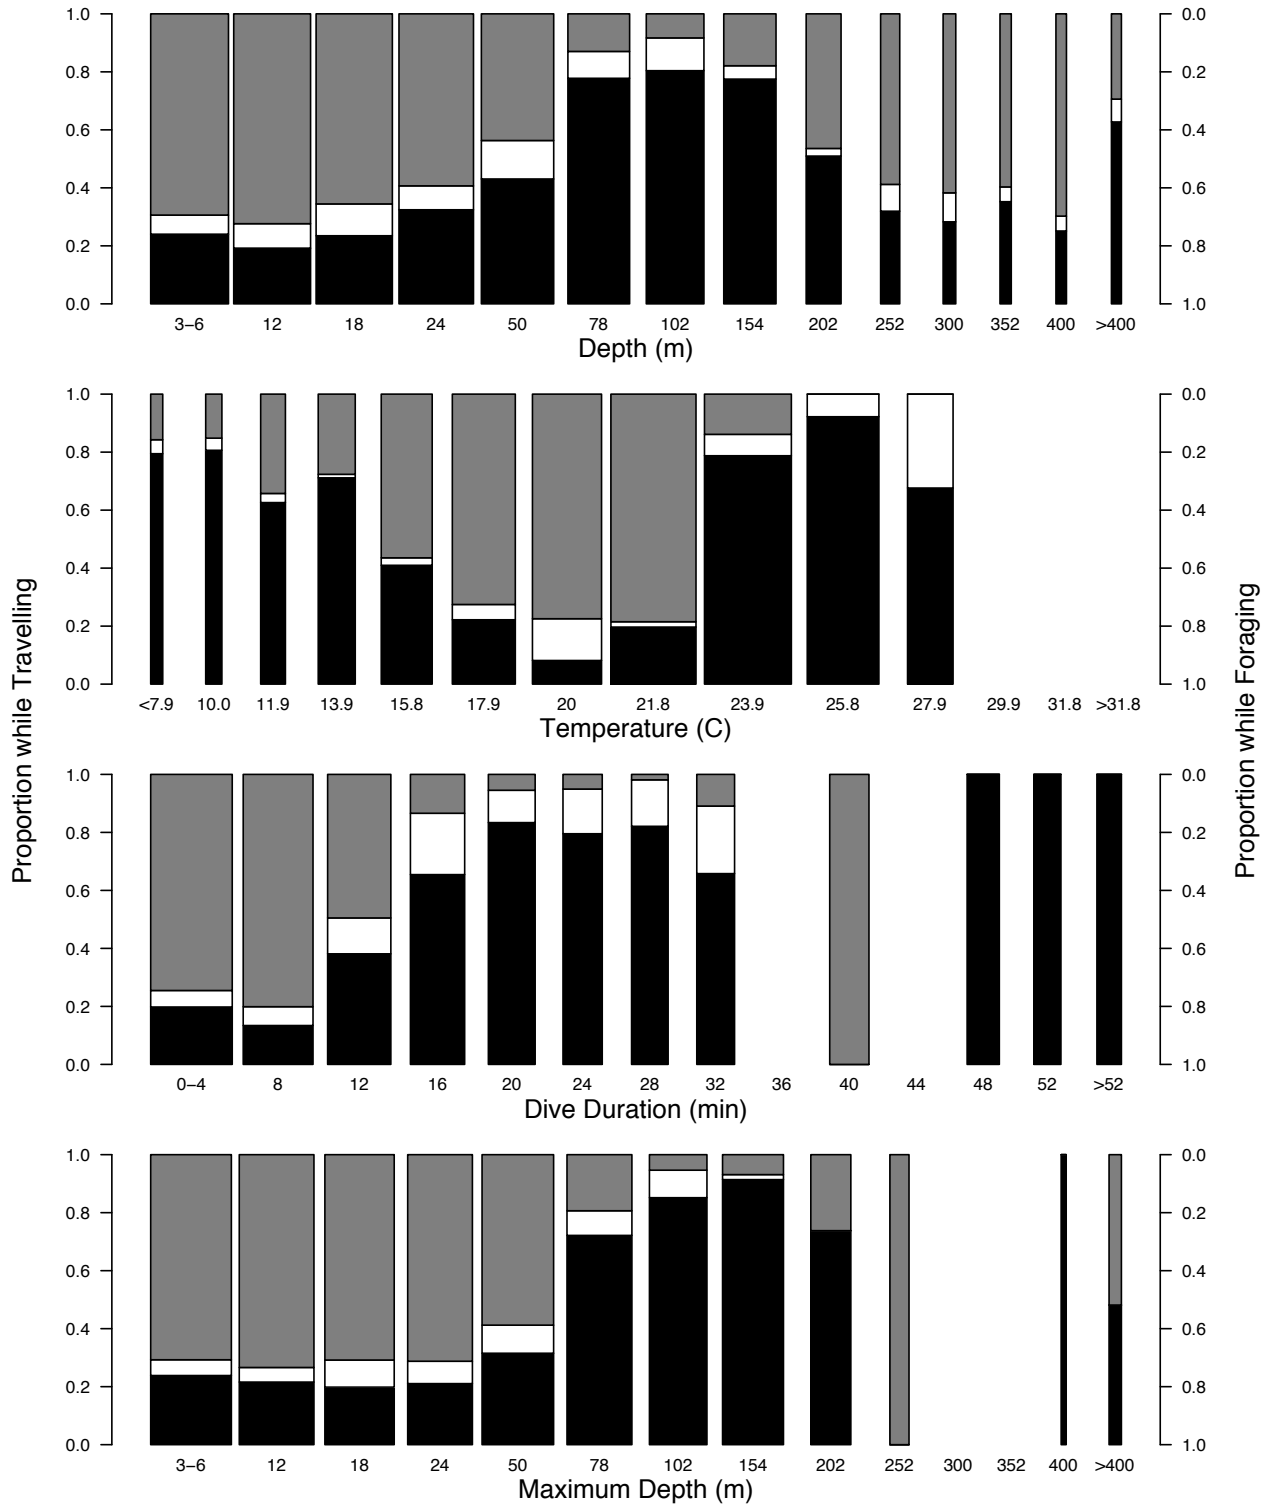 1.0 0.0
0.8 0.2
0.6 0.4
0.4 0.6
0.2 0.8
0.0 1.0
3−6 12 18 24 50 78 102 154 202 252 300 352 400 >400
Depth (m)
1.0 0.0
0.8 0.2
0.6 0.4
0.4 0.6
0.2 0.8
0.0 1.0
<7.9 10.0 11.9 13.9 15.8 17.9 20 21.8 23.9 25.8 27.9 29.9 31.8 >31.8
Temperature (C)
Proportion while Travelling
Proportion while Foraging
1.0 0.0
0.8 0.2
0.6 0.4
0.4 0.6
0.2 0.8
0.0 1.0
0−4 8 12 16 20 24 28 32 36 40 44 48 52 >52
Dive Duration (min)
1.0 0.0
0.8 0.2
0.6 0.4
0.4 0.6
0.2 0.8
0.0 1.0
3−6 12 18 24 50 78 102 154 202 252 300 352 400 >400
Maximum Depth (m)